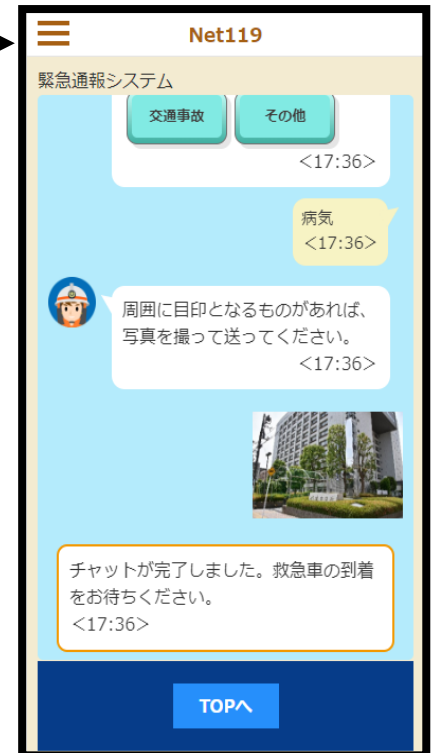 Net119
緊急通報システム
交通事故 その他
<17:36>
病気
<17:36>
周囲に目印となるものがあれば、
写真を撮って送ってください。
<17:36>
チャットが完了しました。救急車の到着
をお待ちください。
<17:36>
TOPへ